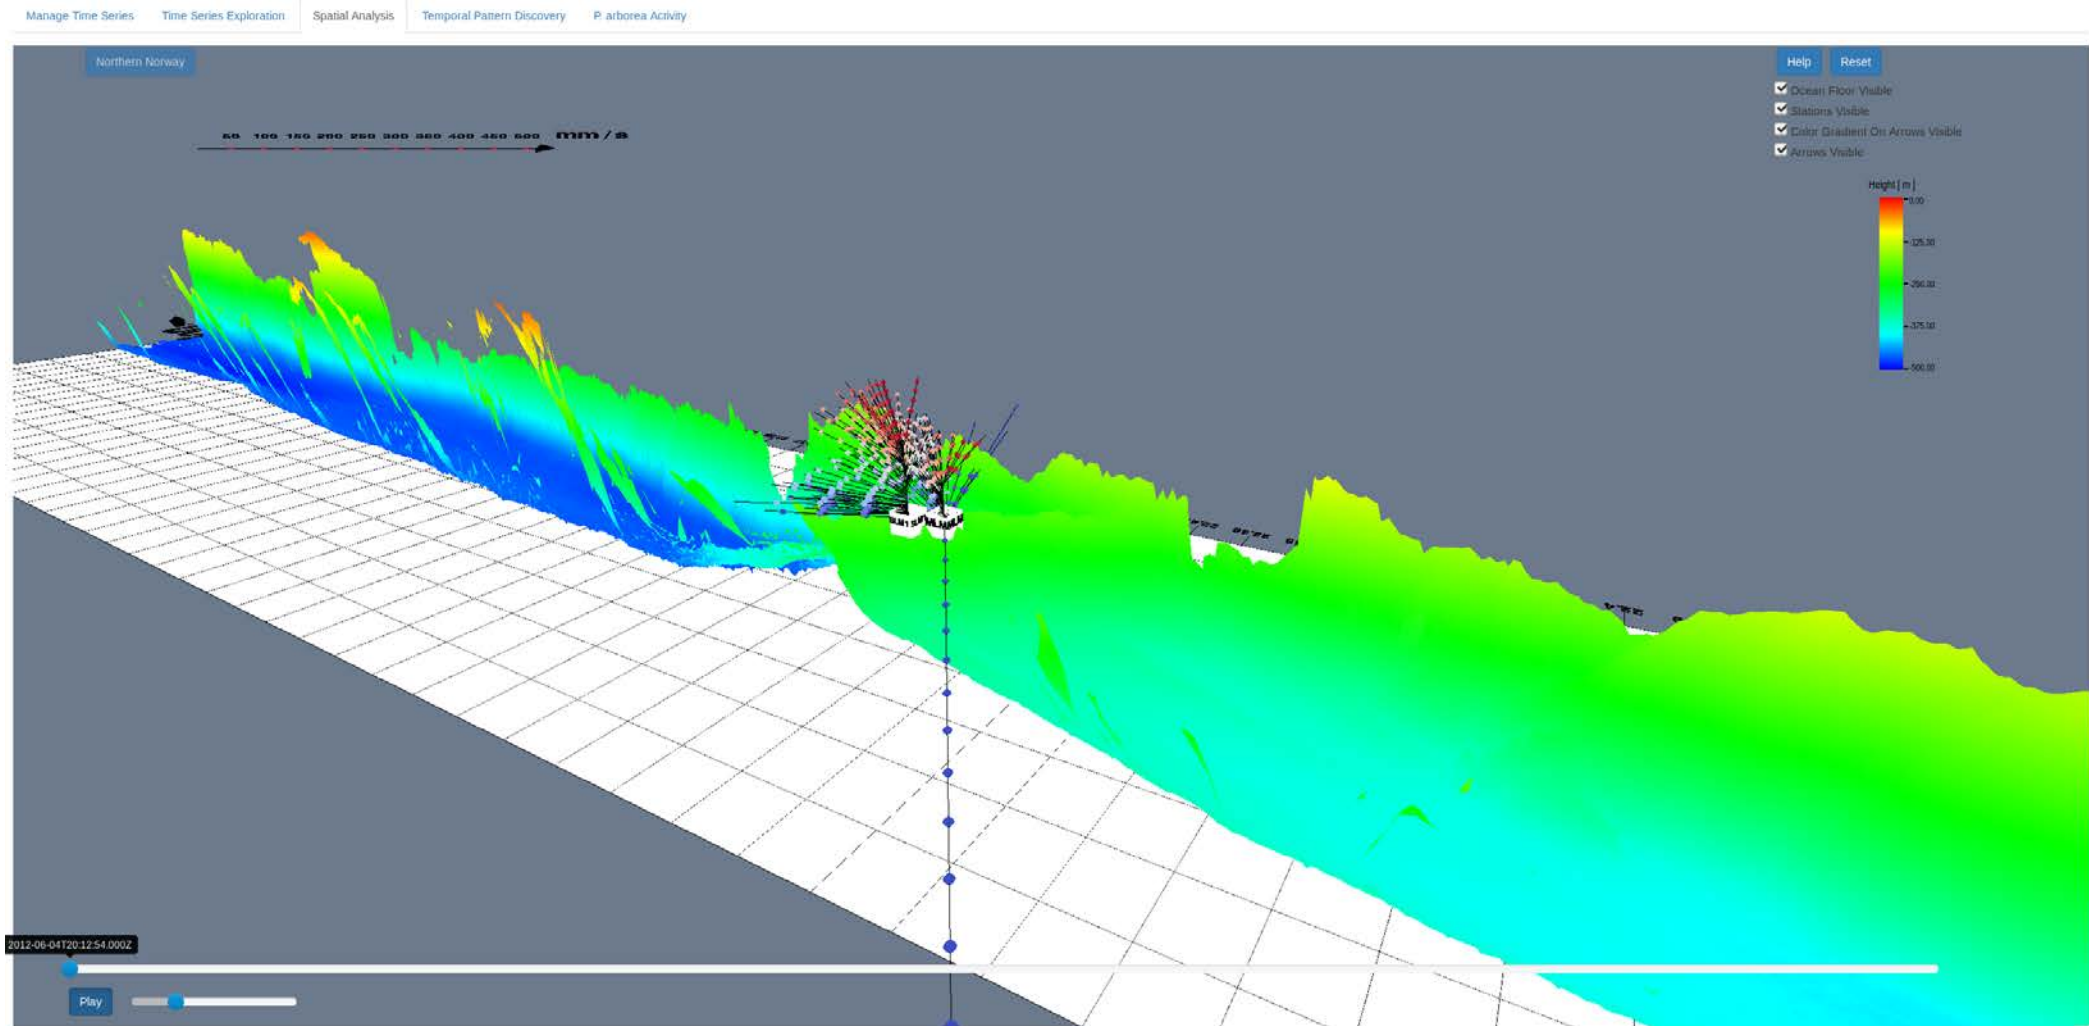 Manage Time Series Time Series Exploration Spatial Analysis Temporal Pattern Discovery P. arborea Activity
Northern Norway
Help Reset
Ocean Floor Visible
Stations Visible
Color Gradient On Arrows Visible
Arrows Visible
50 100 150 200 250 300 350 400 450 500 mm/s
Height [ m ]
0.00
-125.00
-250.00
-375.00
-500.00
2012-06-04T20:12:54.000Z
Play